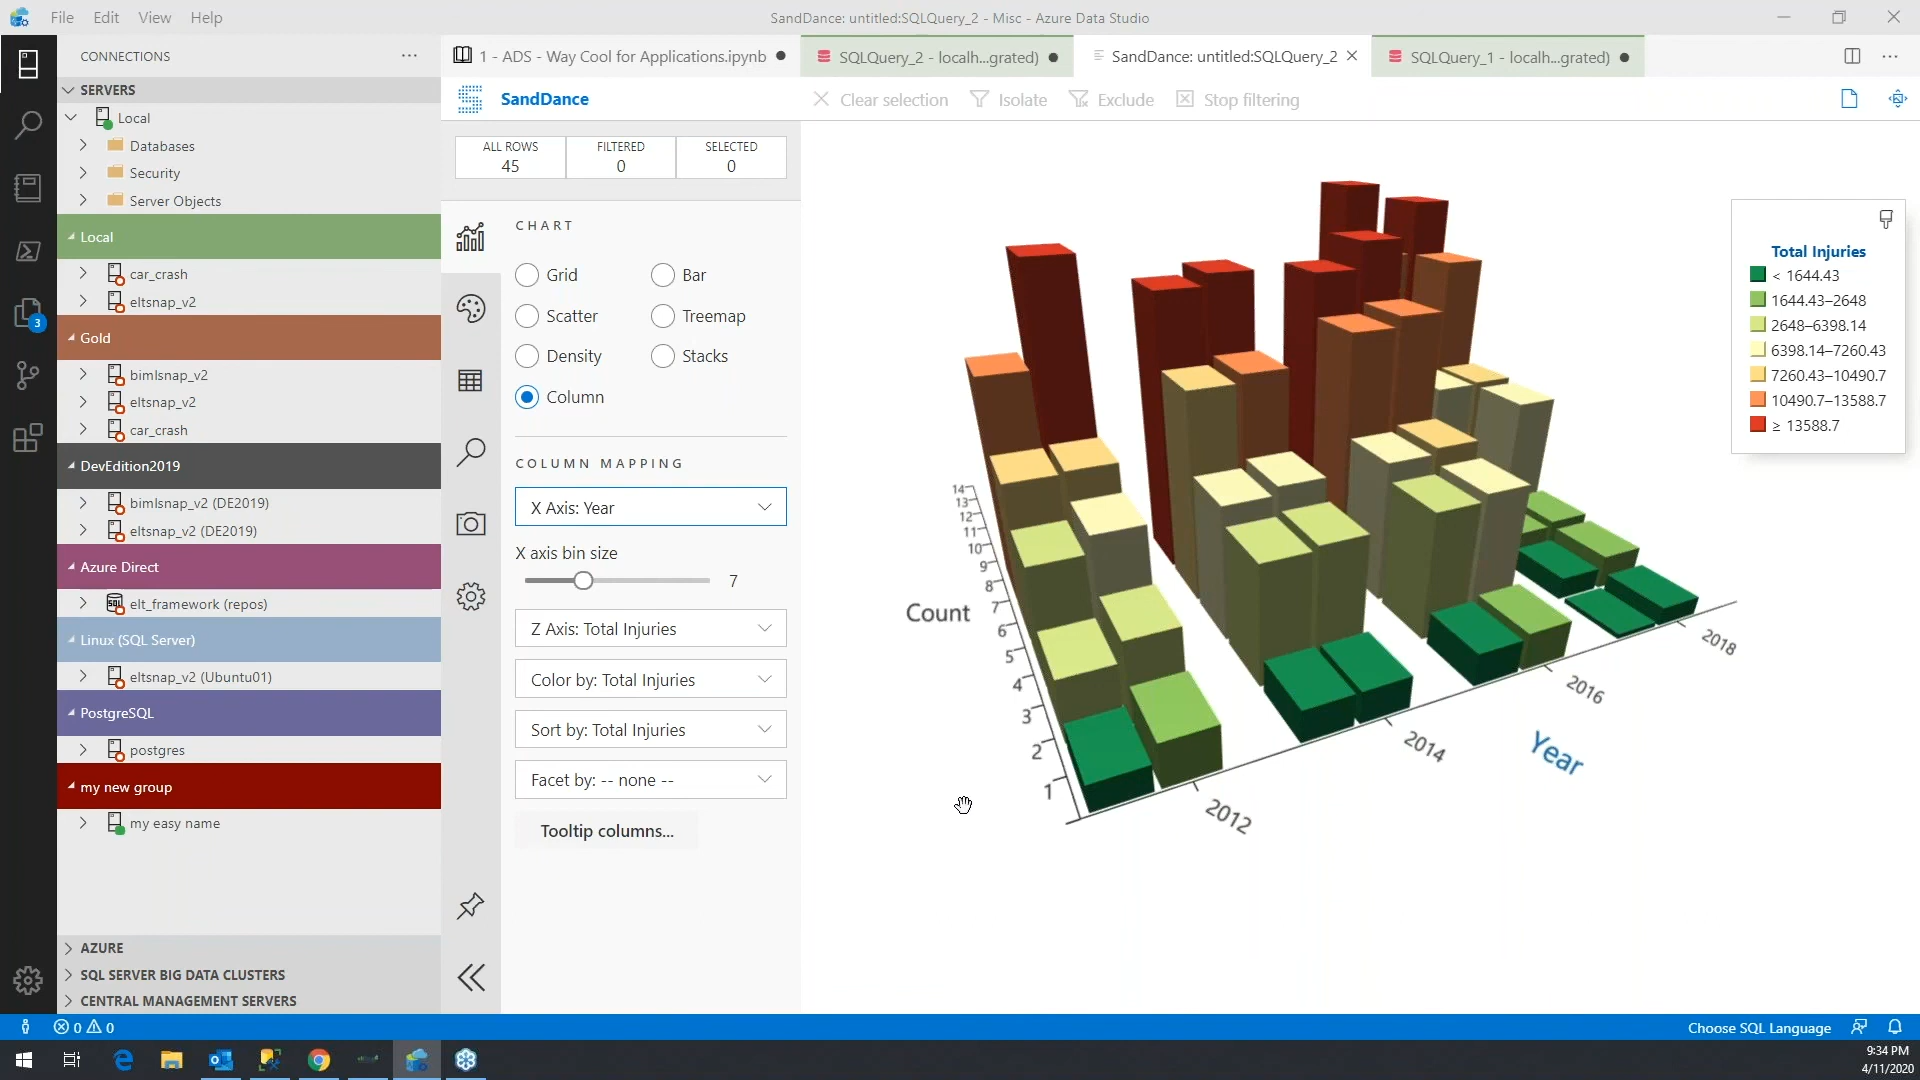 File Edit View Help
SandDance: untitled:SQLQuery_2 - Misc - Azure Data Studio
CONNECTIONS
1 - ADS - Way Cool for Applications.ipynb
SQLQuery_2 - localh...grated)
SandDance: untitled:SQLQuery_2
SQLQuery_1 - localh...grated)
SERVERS
Local
Databases
Security
Server Objects
Local
car_crash
eltsnap_v2
Gold
bimlsnap_v2
eltsnap_v2
car_crash
DevEdition2019
bimlsnap_v2 (DE2019)
eltsnap_v2 (DE2019)
Azure Direct
elt_framework (repos)
Linux (SQL Server)
eltsnap_v2 (Ubuntu01)
PostgreSQL
postgres
my new group
my easy name
AZURE
SQL SERVER BIG DATA CLUSTERS
CENTRAL MANAGEMENT SERVERS
3
SandDance
Clear selection
Isolate
Exclude
Stop filtering
ALL ROWS
45
FILTERED
0
SELECTED
0
CHART
Grid
Bar
Scatter
Treemap
Density
Stacks
Column
COLUMN MAPPING
X Axis: Year
X axis bin size
7
Z Axis: Total Injuries
Color by: Total Injuries
Sort by: Total Injuries
Facet by: -- none --
Tooltip columns...
Total Injuries
< 1644.43
1644.43–2648
2648–6398.14
6398.14–7260.43
7260.43–10490.7
10490.7–13588.7
≥ 13588.7
14
13
12
11
10
9
8
7
6
5
4
3
2
1
Count
2012
2014
2016
2018
Year
0
0
Choose SQL Language
9:34 PM
4/11/2020